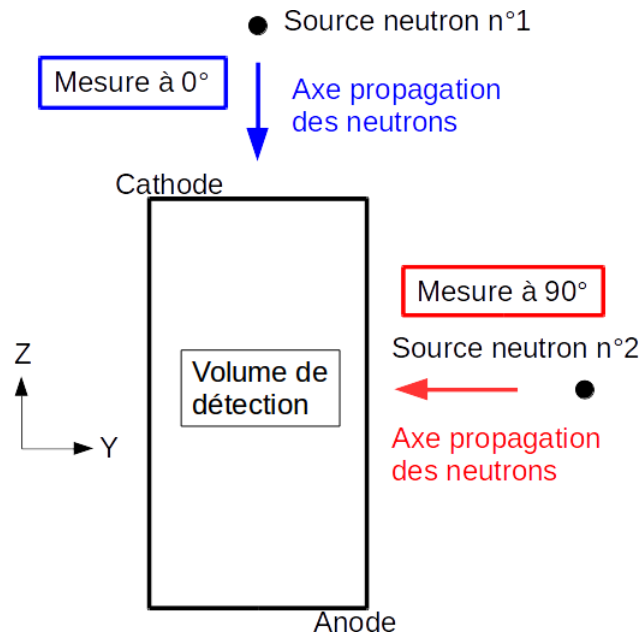 Source neutron n°1
Mesure à 0°
Axe propagation
des neutrons
Cathode
Mesure à 90°
Source neutron n°2
Z
Volume de
détection
Y
Axe propagation
des neutrons
Anode